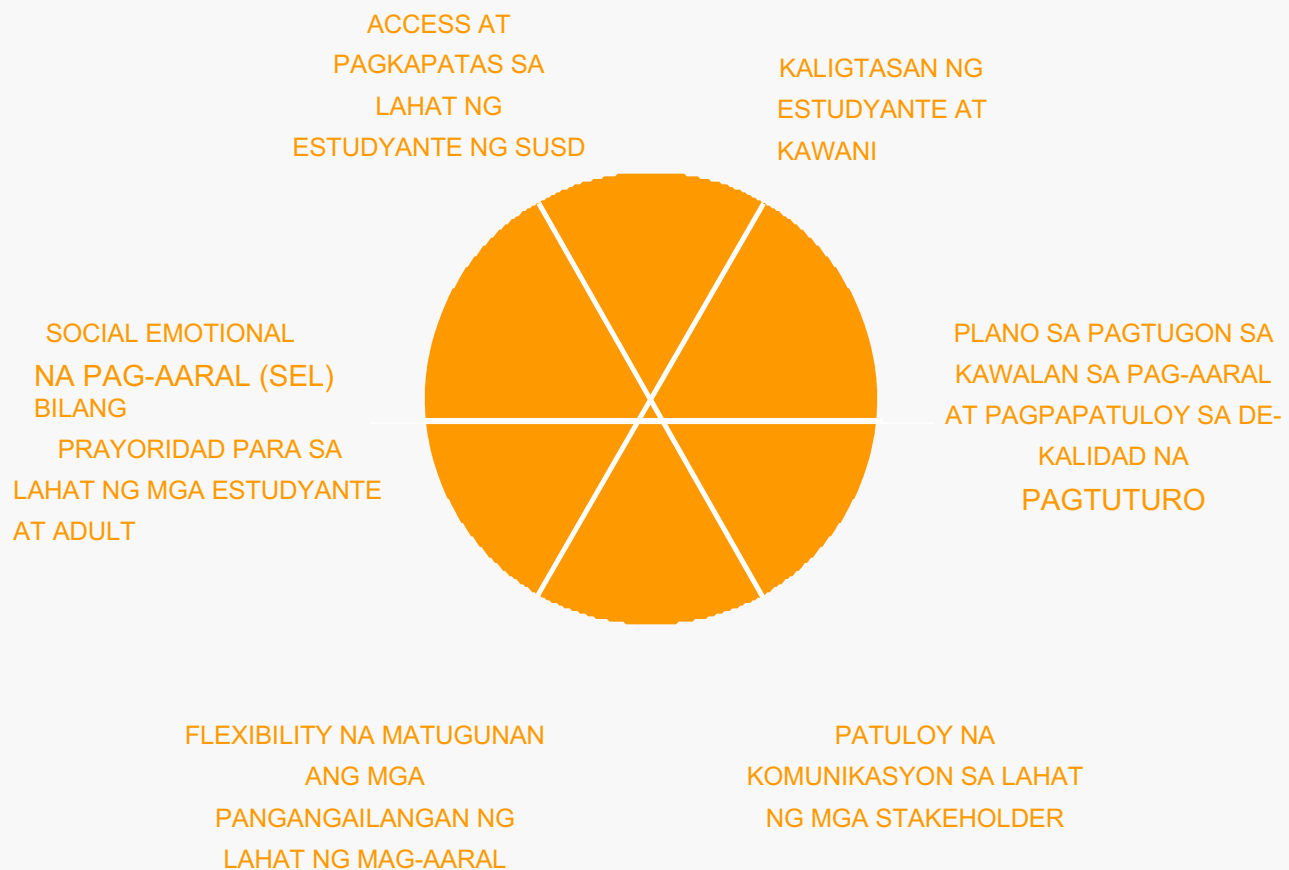 ACCESS AT
PAGKAPATAS SA
LAHAT NG
ESTUDYANTE NG SUSD
KALIGTASAN NG
ESTUDYANTE AT
KAWANI
SOCIAL EMOTIONAL
NA PAG-AARAL (SEL)
BILANG
PRAYORIDAD PARA SA
LAHAT NG MGA ESTUDYANTE
AT ADULT
PLANO SA PAGTUGON SA
KAWALAN SA PAG-AARAL
AT PAGPAPATULOY SA DE-
KALIDAD NA
PAGTUTURO
FLEXIBILITY NA MATUGUNAN
ANG MGA
PANGANGAILANGAN NG
LAHAT NG MAG-AARAL
PATULOY NA
KOMUNIKASYON SA LAHAT
NG MGA STAKEHOLDER